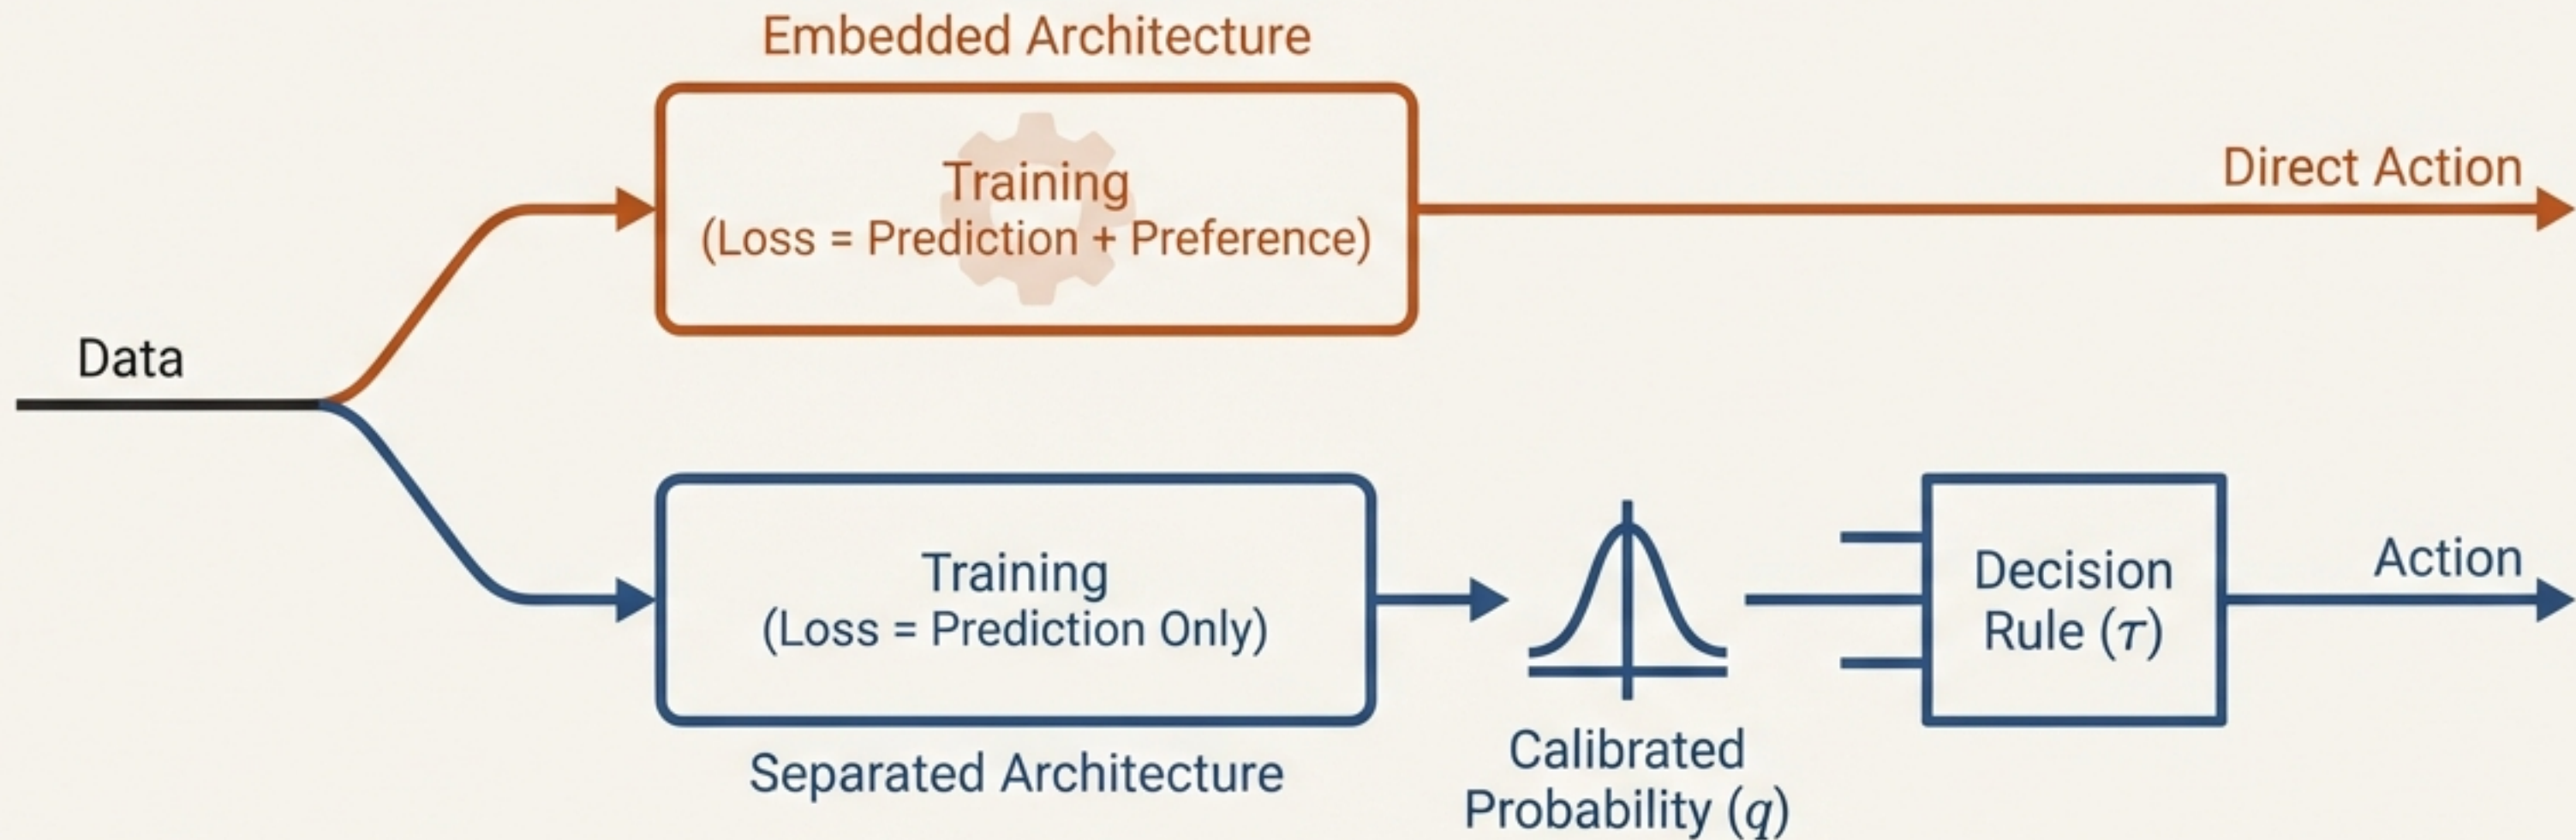 Embedded Architecture
Training
(Loss = Prediction + Preference)
Direct Action
Data
Training
(Loss = Prediction Only)
Separated Architecture
Calibrated
Probability (q)
Decision
Rule (τ)
Action